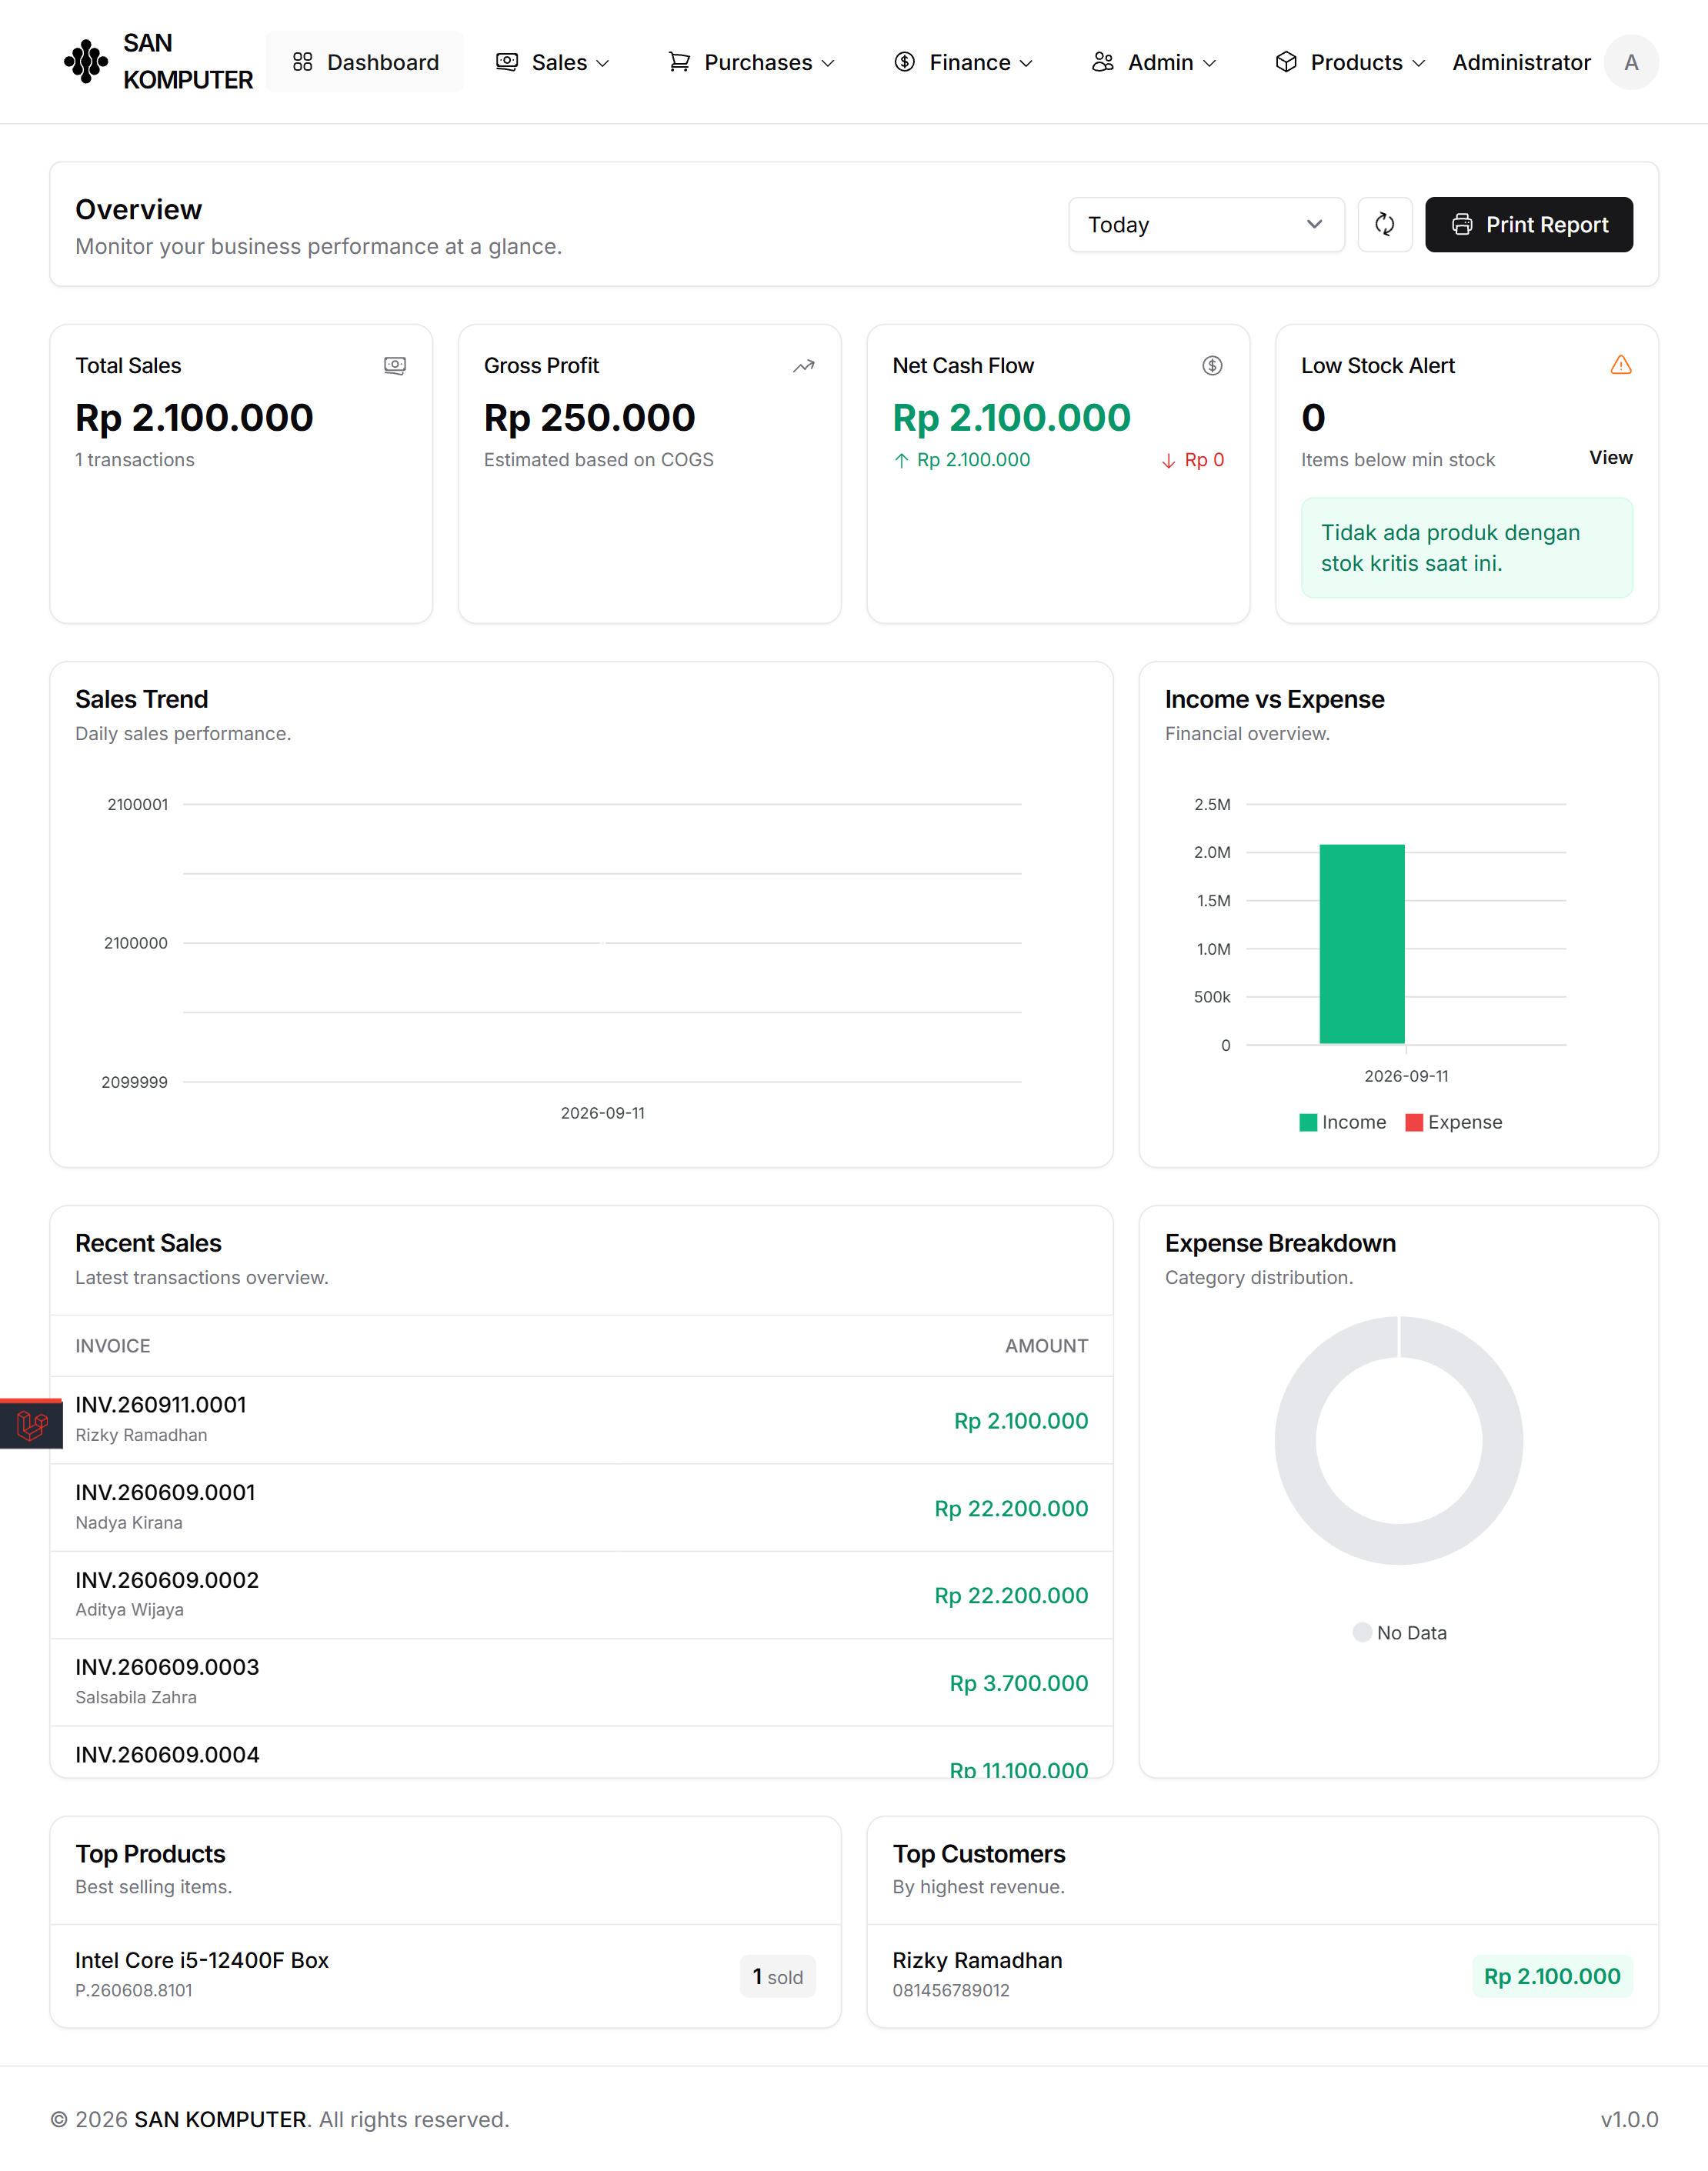 SAN
KOMPUTER
Dashboard
Sales
Purchases
Finance
Admin
Products
Administrator
A
Overview
Monitor your business performance at a glance.
Today
Print Report
Total Sales
Rp 2.100.000
1 transactions
Gross Profit
Rp 250.000
Estimated based on COGS
Net Cash Flow
Rp 2.100.000
↑ Rp 2.100.000
↓ Rp 0
Low Stock Alert
0
Items below min stock
View
Tidak ada produk dengan
stok kritis saat ini.
Sales Trend
Daily sales performance.
2100001
2100000
2099999
2026-09-11
Income vs Expense
Financial overview.
2.5M
2.0M
1.5M
1.0M
500k
0
2026-09-11
Income
Expense
Recent Sales
Latest transactions overview.
INVOICE
AMOUNT
INV.260911.0001
Rizky Ramadhan
Rp 2.100.000
INV.260609.0001
Nadya Kirana
Rp 22.200.000
INV.260609.0002
Aditya Wijaya
Rp 22.200.000
INV.260609.0003
Salsabila Zahra
Rp 3.700.000
INV.260609.0004
Rp 11.100.000
Expense Breakdown
Category distribution.
No Data
Top Products
Best selling items.
Intel Core i5-12400F Box
P.260608.8101
1 sold
Top Customers
By highest revenue.
Rizky Ramadhan
081456789012
Rp 2.100.000
© 2026 SAN KOMPUTER. All rights reserved.
v1.0.0